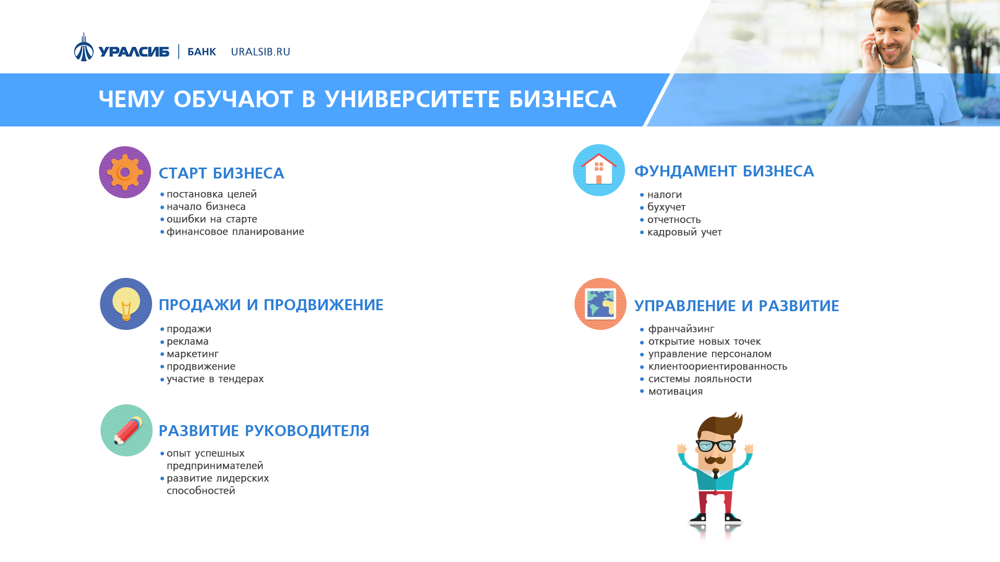 УРАЛСИБ | БАНК URALSIB.RU
ЧЕМУ ОБУЧАЮТ В УНИВЕРСИТЕТЕ БИЗНЕСА
СТАРТ БИЗНЕСА
• постановка целей
• начало бизнеса
• ошибки на старте
• финансовое планирование
ФУНДАМЕНТ БИЗНЕСА
• налоги
• бухучет
• отчетность
• кадровый учет
ПРОДАЖИ И ПРОДВИЖЕНИЕ
• продажи
• реклама
• маркетинг
• продвижение
• участие в тендерах
УПРАВЛЕНИЕ И РАЗВИТИЕ
• франчайзинг
• открытие новых точек
• управление персоналом
• клиентоориентированность
• системы лояльности
• мотивация
РАЗВИТИЕ РУКОВОДИТЕЛЯ
• опыт успешных
предпринимателей
• развитие лидерских
способностей